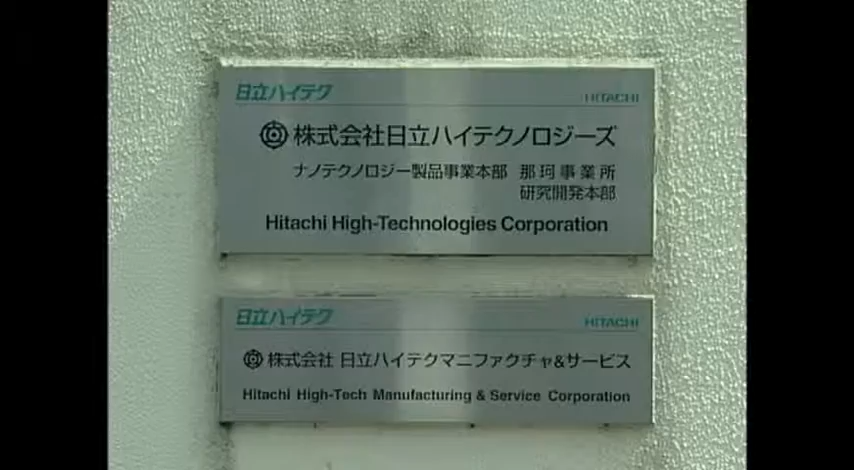 日立ハイテク HITACHI
株式会社日立ハイテクノロジーズ
ナノテクノロジー製品事業本部 那珂事業所
研究開発本部
Hitachi High-Technologies Corporation
日立ハイテク HITACHI
株式会社 日立ハイテクマニファクチャ&サービス
Hitachi High-Tech Manufacturing & Service Corporation